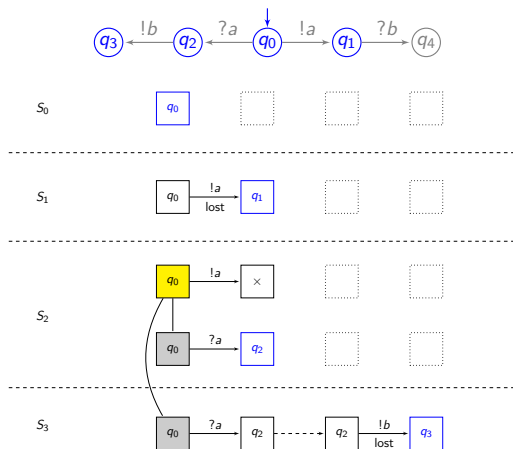 !b ?a !a ?b
q3 q2 q0 q1 q4
S0 q0
S1 q0 !a lost q1
S2 q0 !a ×
q0 ?a q2
S3 q0 ?a q2 q2 !b lost q3